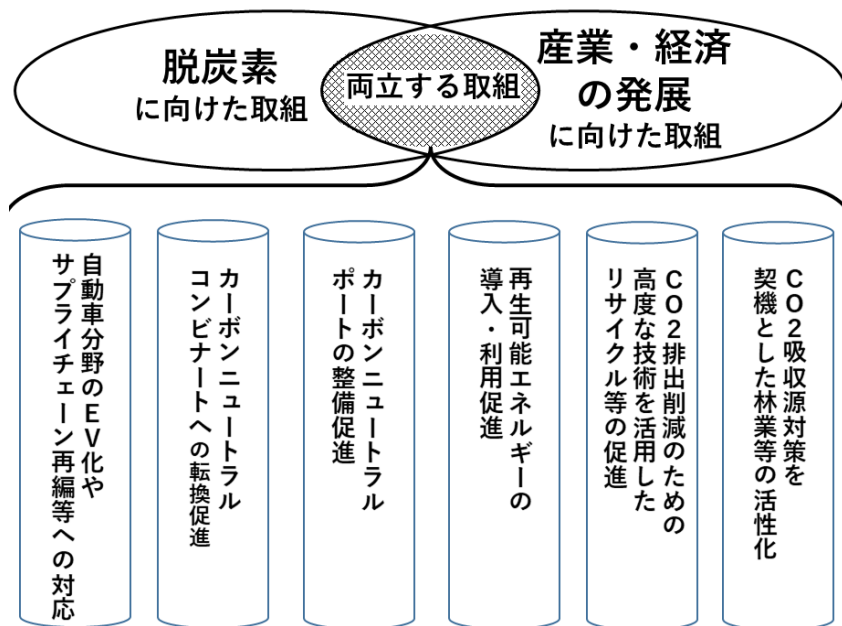 脱炭素
に向けた取組
両立する取組
産業・経済
の発展
に向けた取組
自動車分野のEV化や
サプライチェーン再編等への対応
カーボンニュートラル
コンビナートへの転換促進
カーボンニュートラル
ポートの整備促進
再生可能エネルギーの
導入・利用促進
CO2排出削減のための
高度な技術を活用した
リサイクル等の促進
CO2吸収源対策を
契機とした林業等の活性化